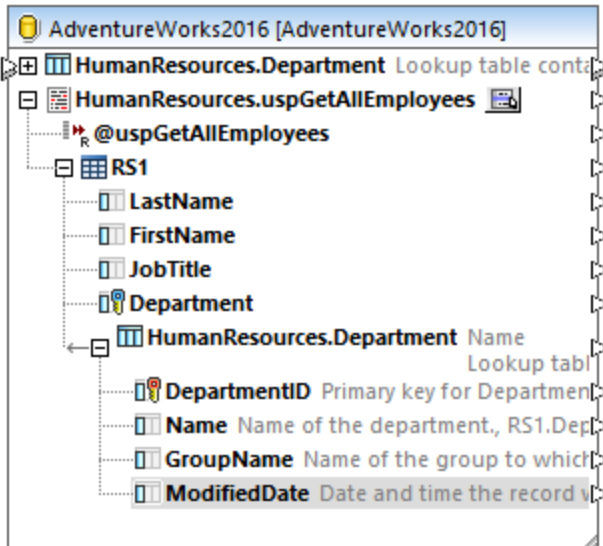 AdventureWorks2016 [AdventureWorks2016]
HumanResources.Department Lookup table conta
HumanResources.uspGetAllEmployees
R @uspGetAllEmployees
RS1
LastName
FirstName
JobTitle
Department
HumanResources.Department Name
Lookup tabl
DepartmentID Primary key for Departmen
Name Name of the department., RS1.Dep
GroupName Name of the group to which
ModifiedDate Date and time the record w